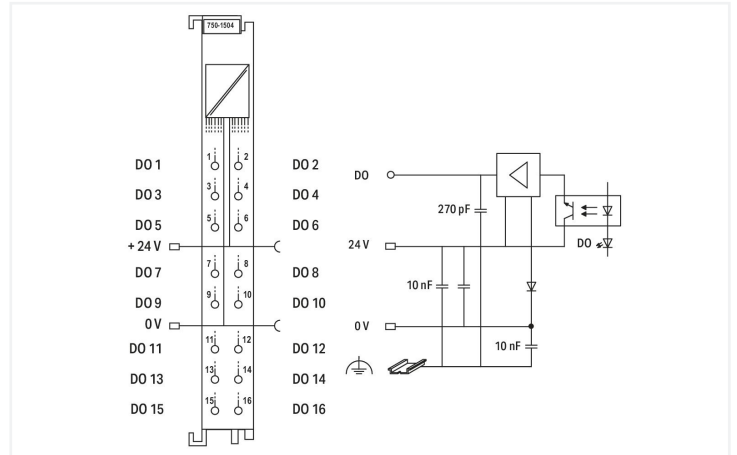 750-1504
DO 1 1 2 DO 2
DO 3 3 4 DO 4
DO 5 5 6 DO 6
+ 24 V
DO 7 7 8 DO 8
DO 9 9 10 DO 10
0 V
DO 11 11 12 DO 12
DO 13 13 14 DO 14
DO 15 15 16 DO 16
DO
270 pF
24 V
DO
10 nF
0 V
10 nF